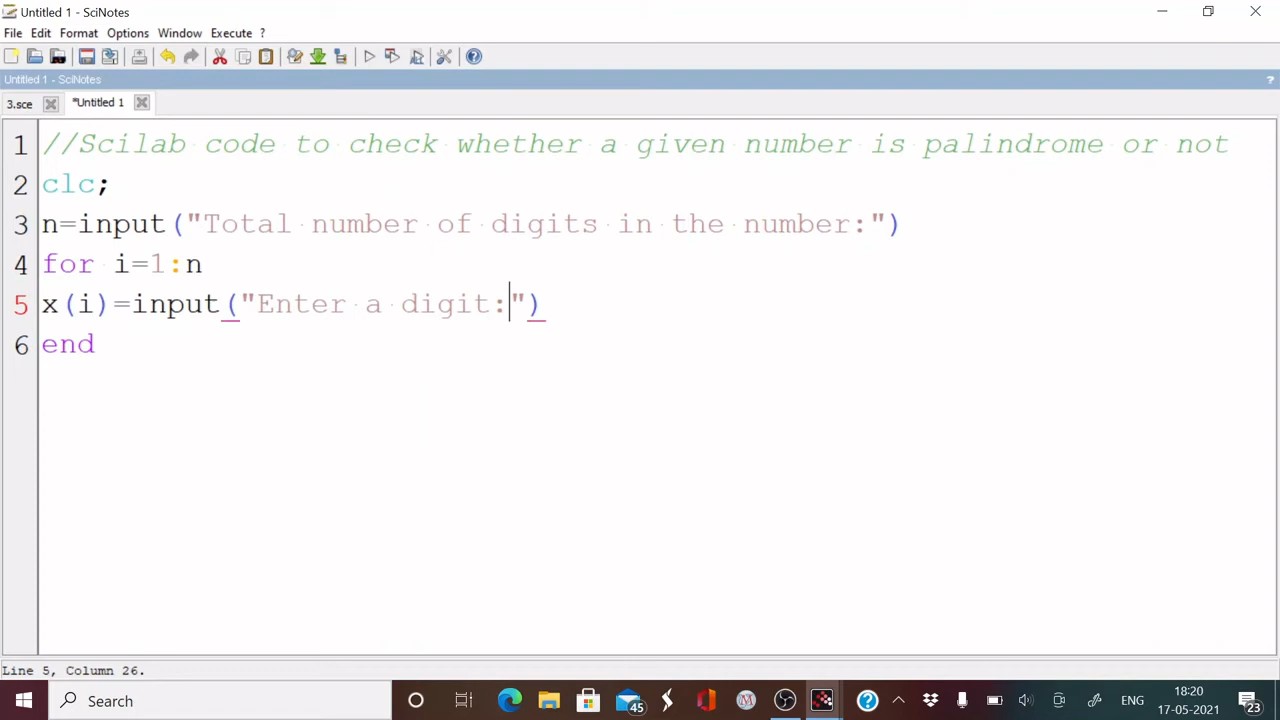 Untitled 1 - SciNotes
File Edit Format Options Window Execute ?
Untitled 1 - SciNotes ?
3.sce *Untitled 1
1 //Scilab code to check whether a given number is palindrome or not
2 clc;
3 n=input("Total number of digits in the number:")
4 for i=1:n
5 x(i)=input("Enter a digit:")
6 end
Line 5, Column 26.
Search 45 ENG 18:20 23
17-05-2021